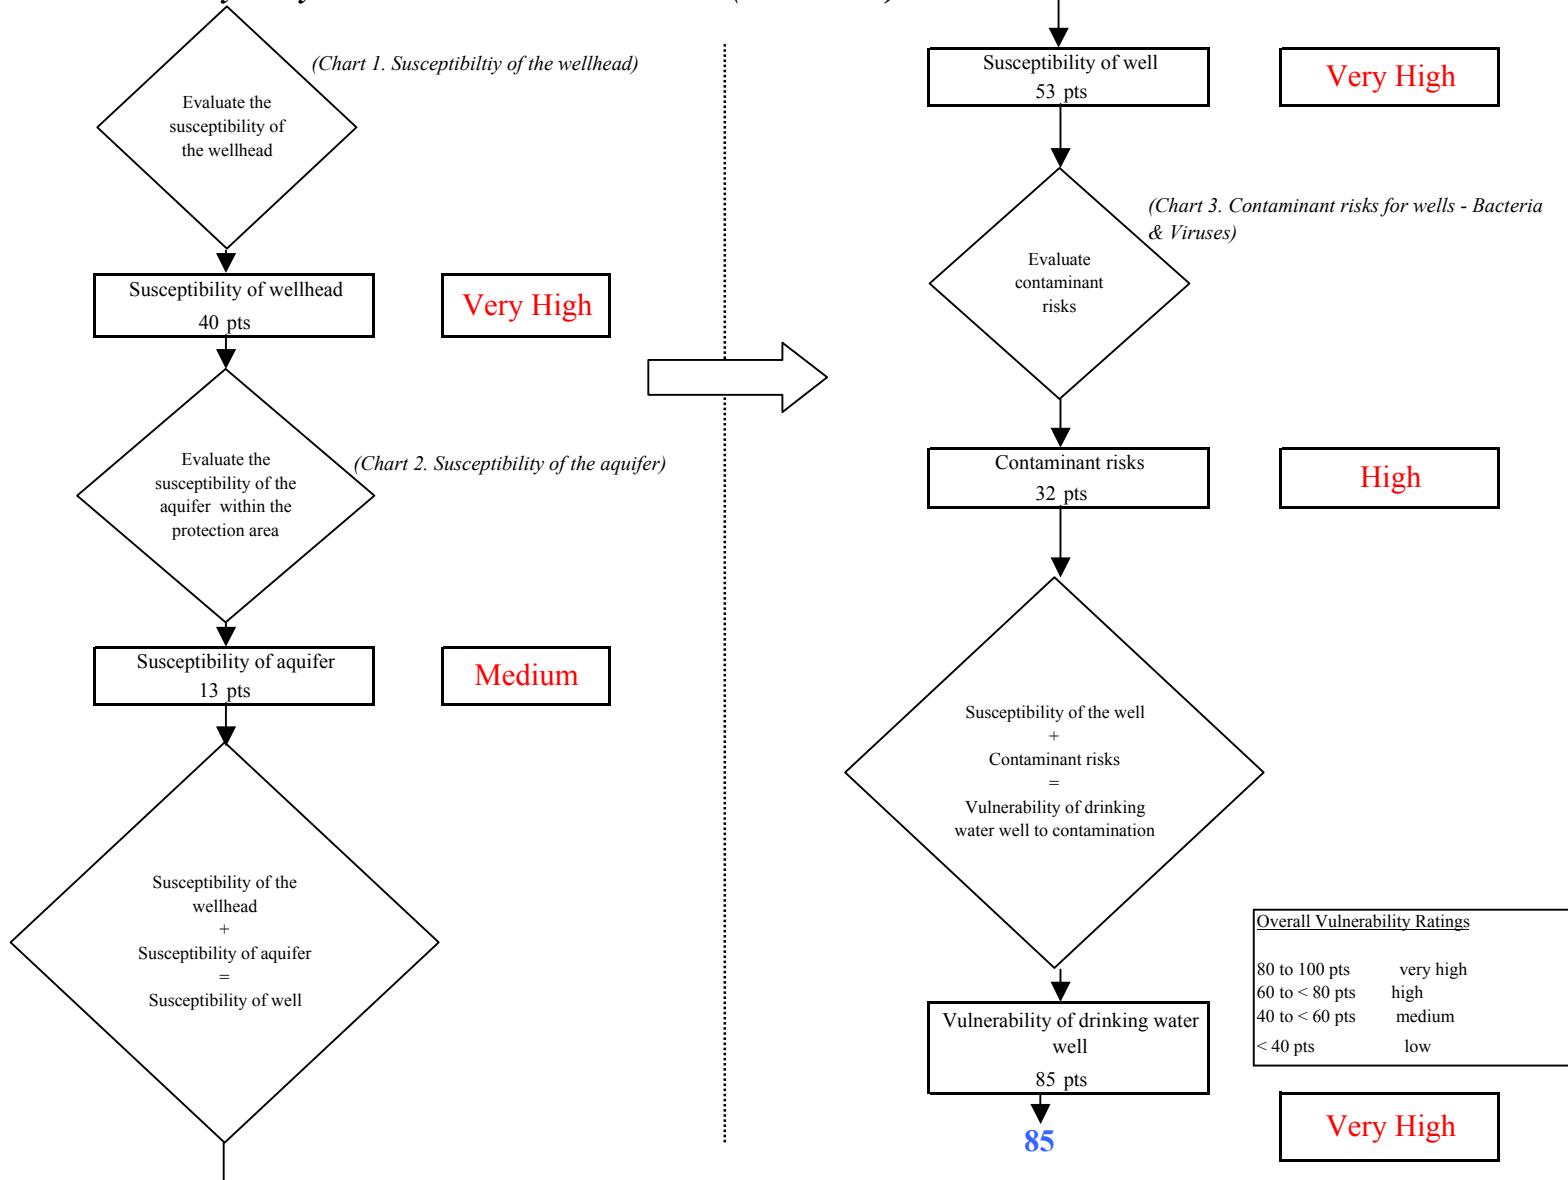 (Chart 1. Susceptibiltiy of the wellhead)
Evaluate the
susceptibility of
the wellhead
Susceptibility of wellhead
40 pts
Very High
Evaluate the
susceptibility of the
aquifer within the
protection area
(Chart 2. Susceptibility of the aquifer)
Susceptibility of aquifer
13 pts
Medium
Susceptibility of the
wellhead
+
Susceptibility of aquifer
=
Susceptibility of well
Susceptibility of well
53 pts
Very High
(Chart 3. Contaminant risks for wells - Bacteria
& Viruses)
Evaluate
contaminant
risks
Contaminant risks
32 pts
High
Susceptibility of the well
+
Contaminant risks
=
Vulnerability of drinking
water well to contamination
Overall Vulnerability Ratings
80 to 100 pts very high
60 to < 80 pts high
40 to < 60 pts medium
< 40 pts low
Vulnerability of drinking water
well
85 pts
85
Very High